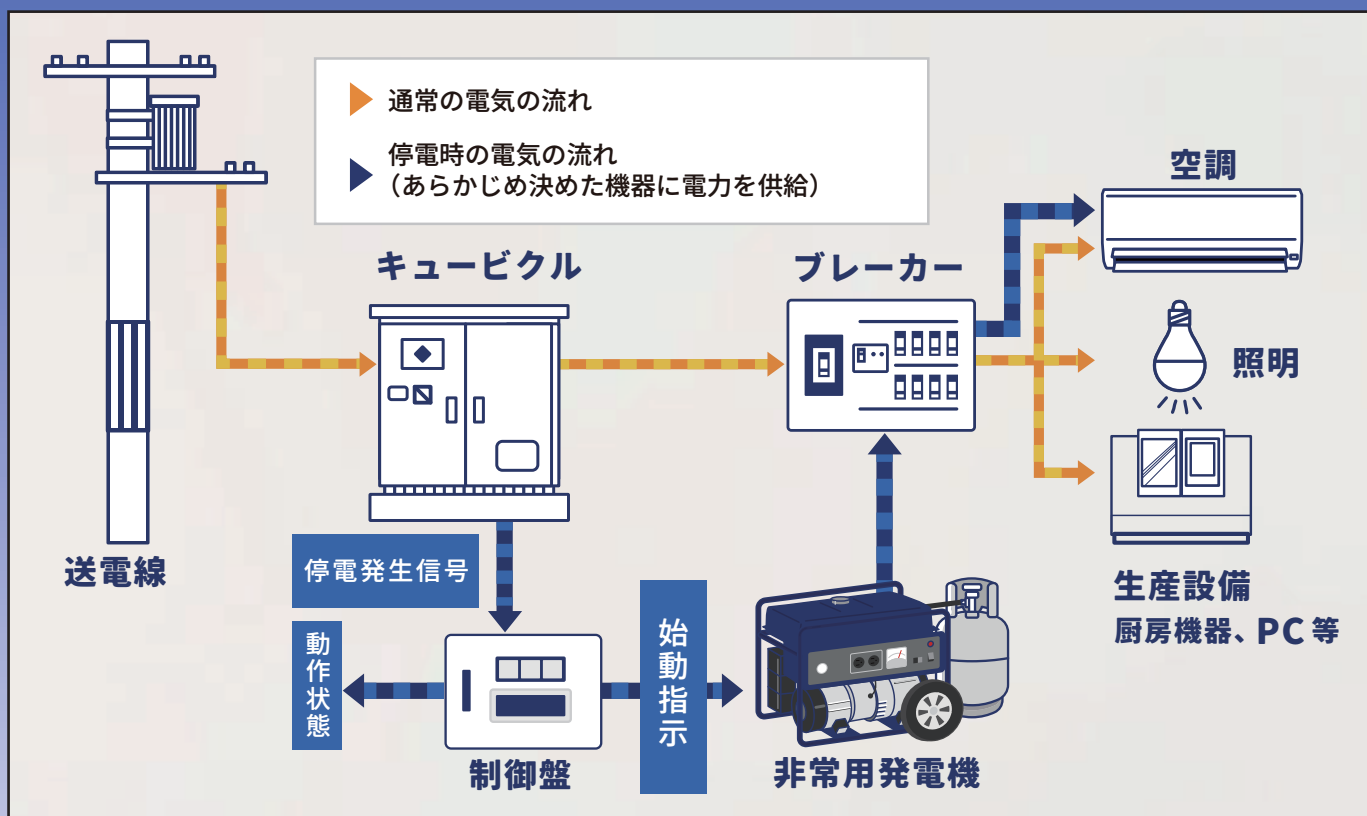 通常の電気の流れ
停電時の電気の流れ
（あらかじめ決めた機器に電力を供給）
空調
キュービクル
ブレーカー
照明
送電線
停電発生信号
生産設備
厨房機器、PC等
動作状態
始動指示
制御盤
非常用発電機